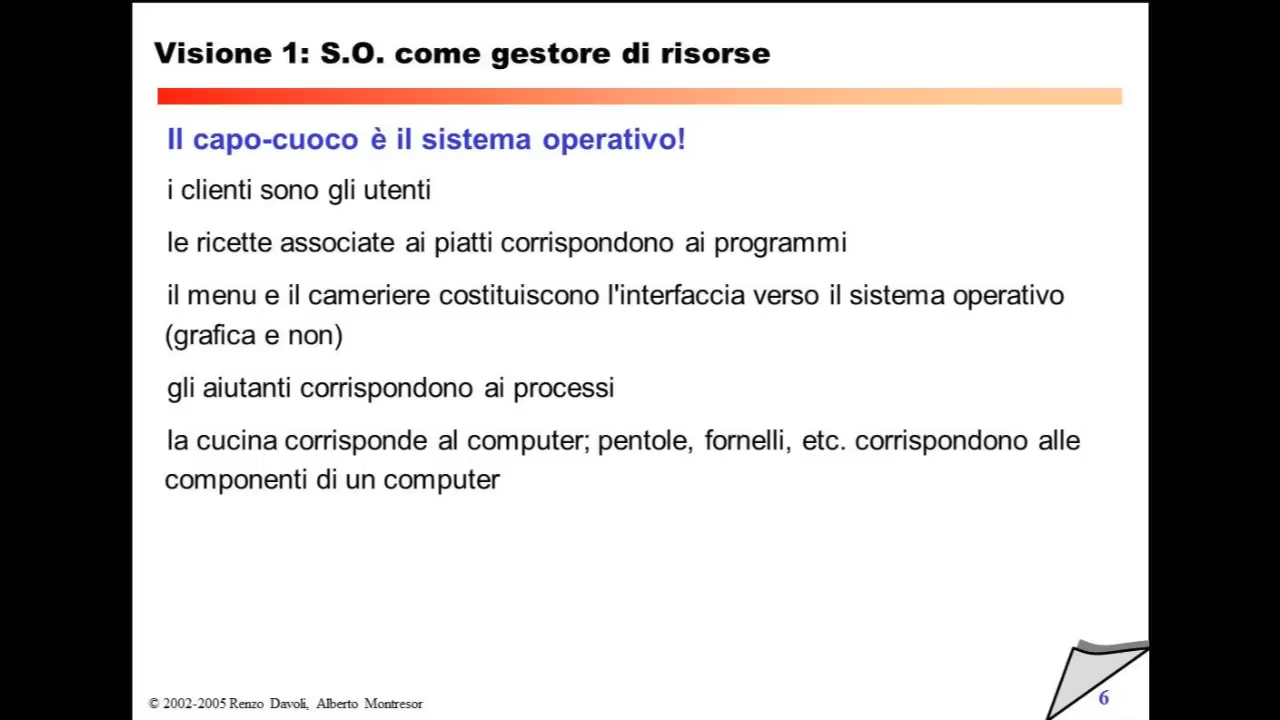 Visione 1: S.O. come gestore di risorse
Il capo-cuoco è il sistema operativo!
i clienti sono gli utenti
le ricette associate ai piatti corrispondono ai programmi
il menu e il cameriere costituiscono l'interfaccia verso il sistema operativo
(grafica e non)
gli aiutanti corrispondono ai processi
la cucina corrisponde al computer; pentole, fornelli, etc. corrispondono alle
componenti di un computer
© 2002-2005 Renzo Davoli, Alberto Montresor
6